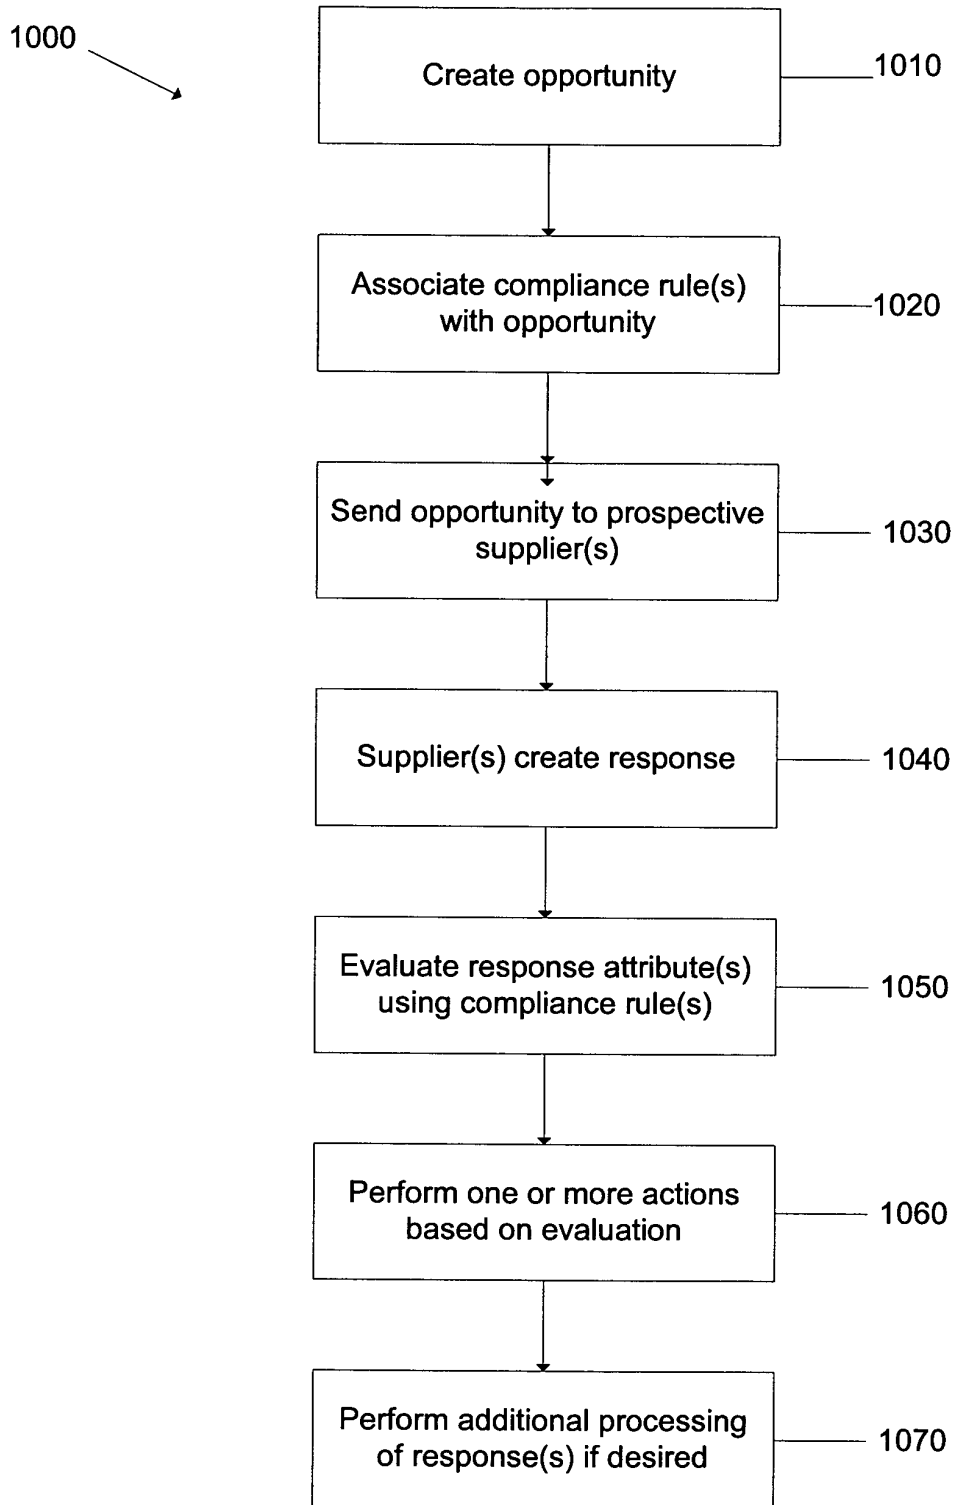 1000
Create opportunity
1010
Associate compliance rule(s)
with opportunity
1020
Send opportunity to prospective
supplier(s)
1030
Supplier(s) create response
1040
Evaluate response attribute(s)
using compliance rule(s)
1050
Perform one or more actions
based on evaluation
1060
Perform additional processing
of response(s) if desired
1070